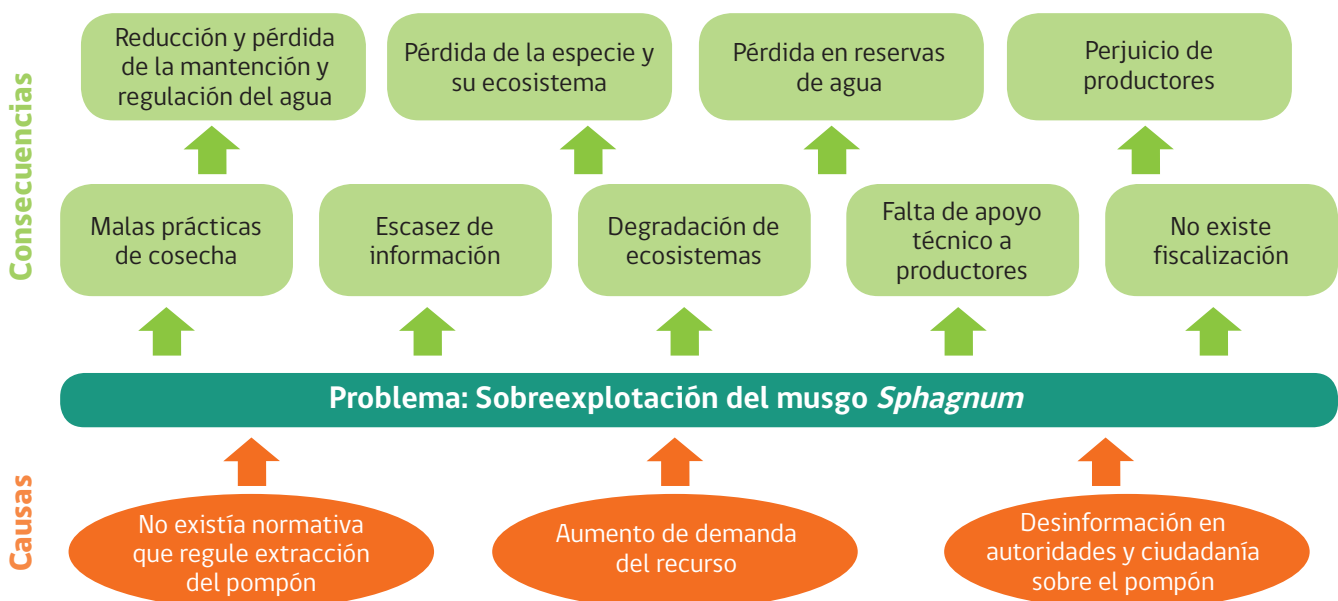 Consecuencias
Reducción y pérdida
de la mantención y
regulación del agua
Pérdida de la especie y
su ecosistema
Pérdida en reservas
de agua
Perjuicio de
productores
Malas prácticas
de cosecha
Escasez de
información
Degradación de
ecosistemas
Falta de apoyo
técnico a
productores
No existe
fiscalización
Problema: Sobreexplotación del musgo Sphagnum
Causas
No existía normativa
que regule extracción
del pompón
Aumento de demanda
del recurso
Desinformación en
autoridades y ciudadanía
sobre el pompón